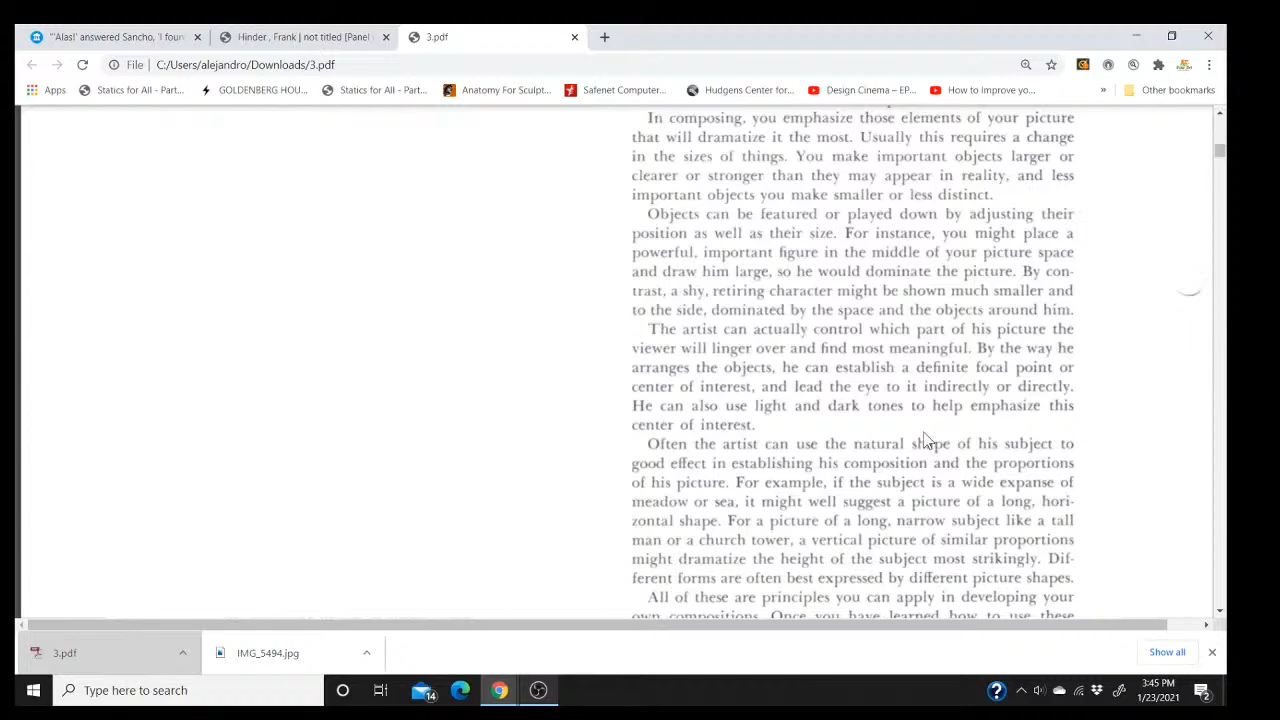 "'Alas!' answered Sancho, 'I four
Hinder , Frank | not titled [Panel
3.pdf
File
C:/Users/alejandro/Downloads/3.pdf
Apps
Statics for All - Part...
GOLDENBERG HOU...
Statics for All - Part...
Anatomy For Sculpt...
Safenet Computer...
Hudgens Center for...
Design Cinema – EP...
How to Improve yo...
»
Other bookmarks
In composing, you emphasize those elements of your picture
that will dramatize it the most. Usually this requires a change
in the sizes of things. You make important objects larger or
clearer or stronger than they may appear in reality, and less
important objects you make smaller or less distinct.
Objects can be featured or played down by adjusting their
position as well as their size. For instance, you might place a
powerful, important figure in the middle of your picture space
and draw him large, so he would dominate the picture. By con-
trast, a shy, retiring character might be shown much smaller and
to the side, dominated by the space and the objects around him.
The artist can actually control which part of his picture the
viewer will linger over and find most meaningful. By the way he
arranges the objects, he can establish a definite focal point or
center of interest, and lead the eye to it indirectly or directly.
He can also use light and dark tones to help emphasize this
center of interest.
Often the artist can use the natural shape of his subject to
good effect in establishing his composition and the proportions
of his picture. For example, if the subject is a wide expanse of
meadow or sea, it might well suggest a picture of a long, hori-
zontal shape. For a picture of a long, narrow subject like a tall
man or a church tower, a vertical picture of similar proportions
might dramatize the height of the subject most strikingly. Dif-
ferent forms are often best expressed by different picture shapes.
All of these are principles you can apply in developing your
own compositions. Once you have learned how to use these
3.pdf
IMG_5494.jpg
Show all
Type here to search
14
3:45 PM
1/23/2021
2